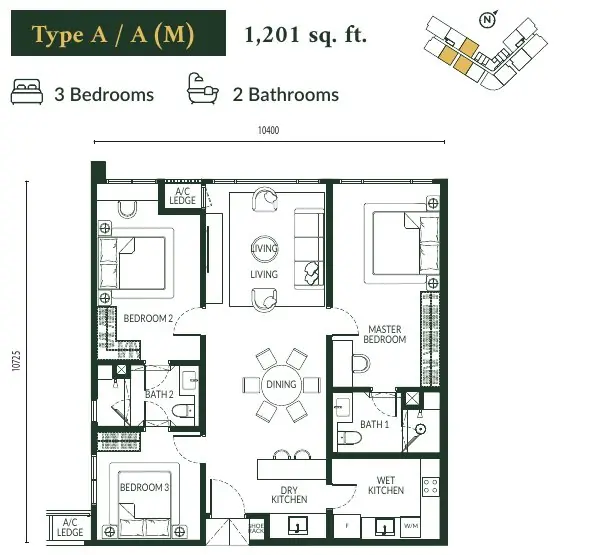 Type A / A (M)
1,201 sq. ft.
N
3 Bedrooms
2 Bathrooms
10400
10725
A/C
LEDGE
LIVING
LIVING
BEDROOM 2
MASTER
BEDROOM
DINING
BATH 2
BATH 1
BEDROOM 3
DRY
KITCHEN
WET
KITCHEN
A/C
LEDGE
SHOE
RACK
F
W/M